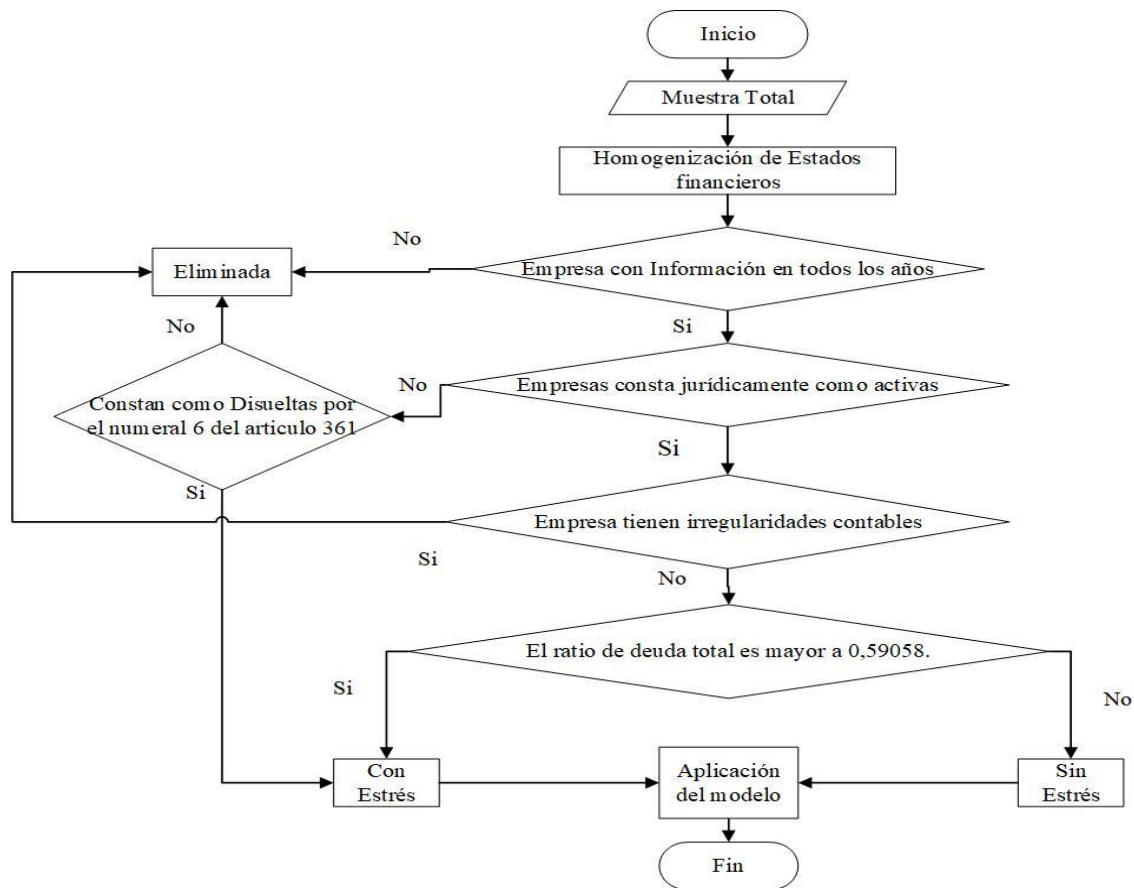 Inicio
Muestra Total
Homogenización de Estados
financieros
No
Eliminada
Empresa con Información en todos los años
No
Si
Constan como Disueltas por
el numeral 6 del articulo 361
No
Empresas consta jurídicamente como activas
Si
Si
Empresa tienen irregularidades contables
Si
No
El ratio de deuda total es mayor a 0,59058.
Si
No
Con
Estrés
Aplicación
del modelo
Sin
Estrés
Fin